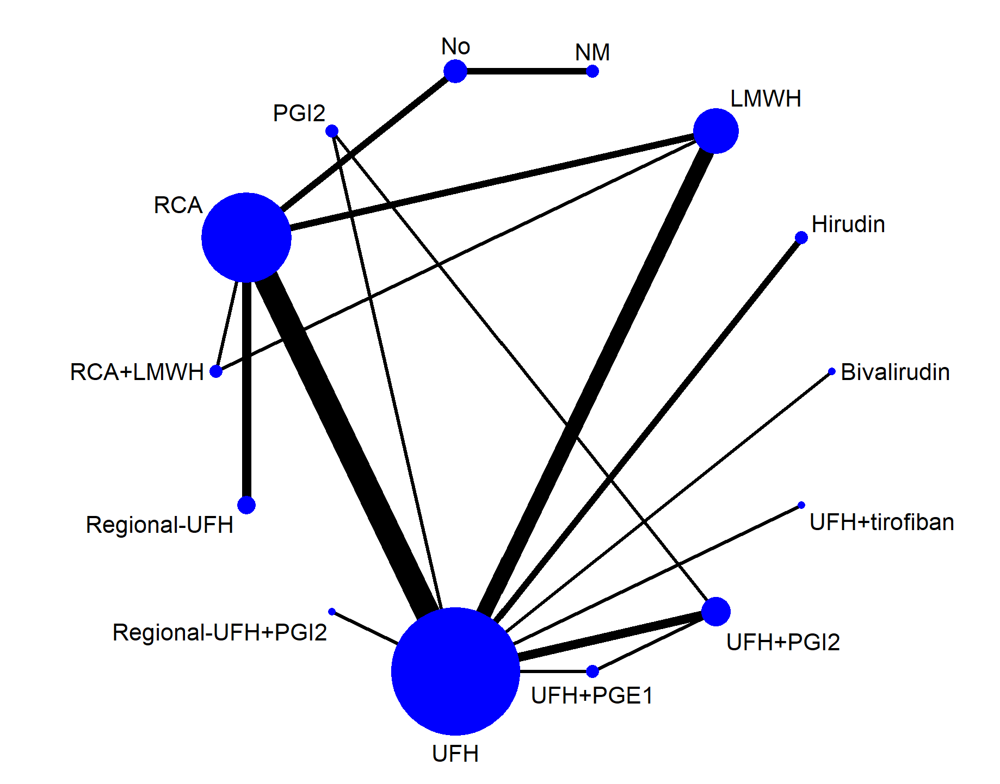 No
NM
LMWH
PGI2
RCA
Hirudin
RCA+LMWH
Bivalirudin
Regional-UFH
UFH+tirofiban
Regional-UFH+PGI2
UFH+PGI2
UFH+PGE1
UFH